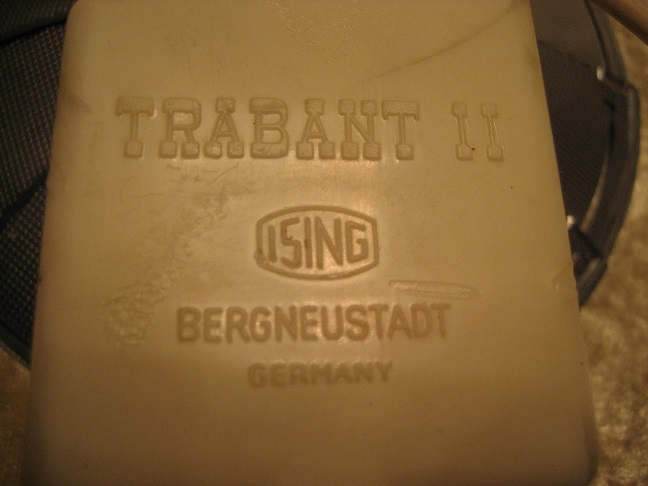 TRABANT II
ISING
BERGNEUSTADT
GERMANY